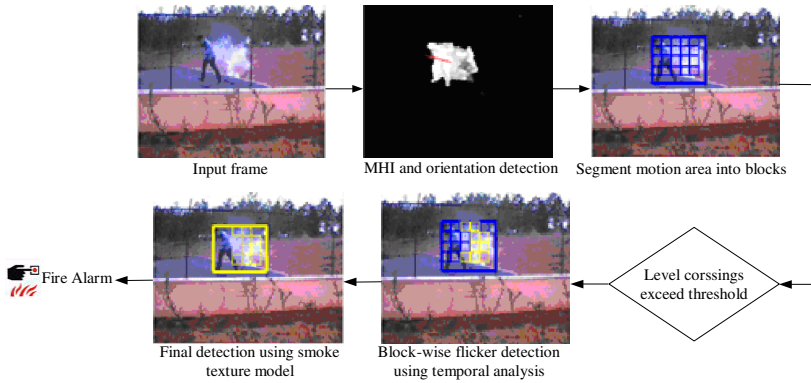 Input frame
MHI and orientation detection
Segment motion area into blocks
Level corssings
exceed threshold
Block-wise flicker detection
using temporal analysis
Final detection using smoke
texture model
Fire Alarm